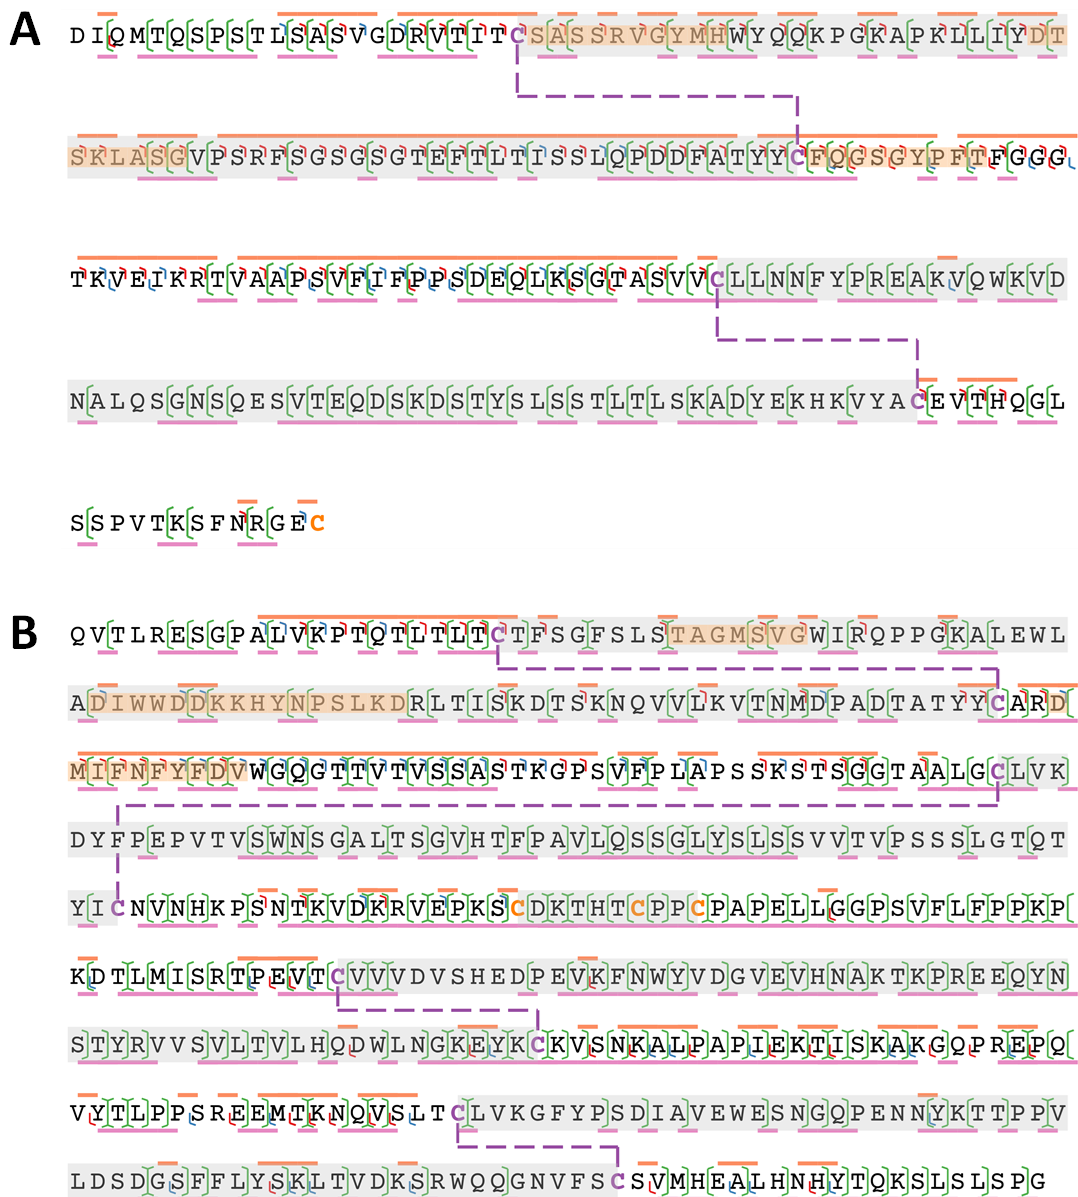 A
DIQMTQSPSTLSASVGDRVTITCSASSRVGYMHWYQQKPGKAPKLLIYDT
SKLASGVPSRFSGSGSGTEFTLTISSLQPDDFATYYCFQGSGYPFTFGGG
TKVEIKRTVAAPSVFIFPPSDEQLKSGTASVVCLLNNFYPREAKVQWKVD
NALQSGNSQESVTEQDSKDSTYSLSSTLTLSKADYEKHKVYACEVTHQGL
SSPVTKSFNRGEC
B
QVTLRESGPALVKPTQTLTLTCTFSGFSLSTAGMSVGWIRQPPGKALEWL
ADIWWDDKKHYNPSLKDRLTISKDTSKNQVVLKVTNMDPADTATYYCARD
MIFNFYFDVWGQGTTVTVSSASTKGPSVFPLAPSSKSTSGGTAALGCLVK
DYFPEPVTVSWNSGALTSGVHTFPAVLQSSGLYSLSSVVTVPSSSLGTQT
YICNVNHKPSNTKVDKRVEPKSCDKTHTCPPCPAPELLGGPSVFLFPPKP
KDTLMISRTPEVTCVVVDVSHEDPEVKFNWYVDGVEVHNAKTKPREEQYN
STYRVVSVLTVLHQDWLNGKEYKCKVSNKALPAPIEKTISKAKGQPREPQ
VYTLPPSREEMTKNQVSLTCLVKGFYPSDIAVEWESNGQPENNYKTTPPV
LDSDGSFFLYSKLTVDKSRWQQGNVFSCSVMHEALHNHYTQKSLSLSPG